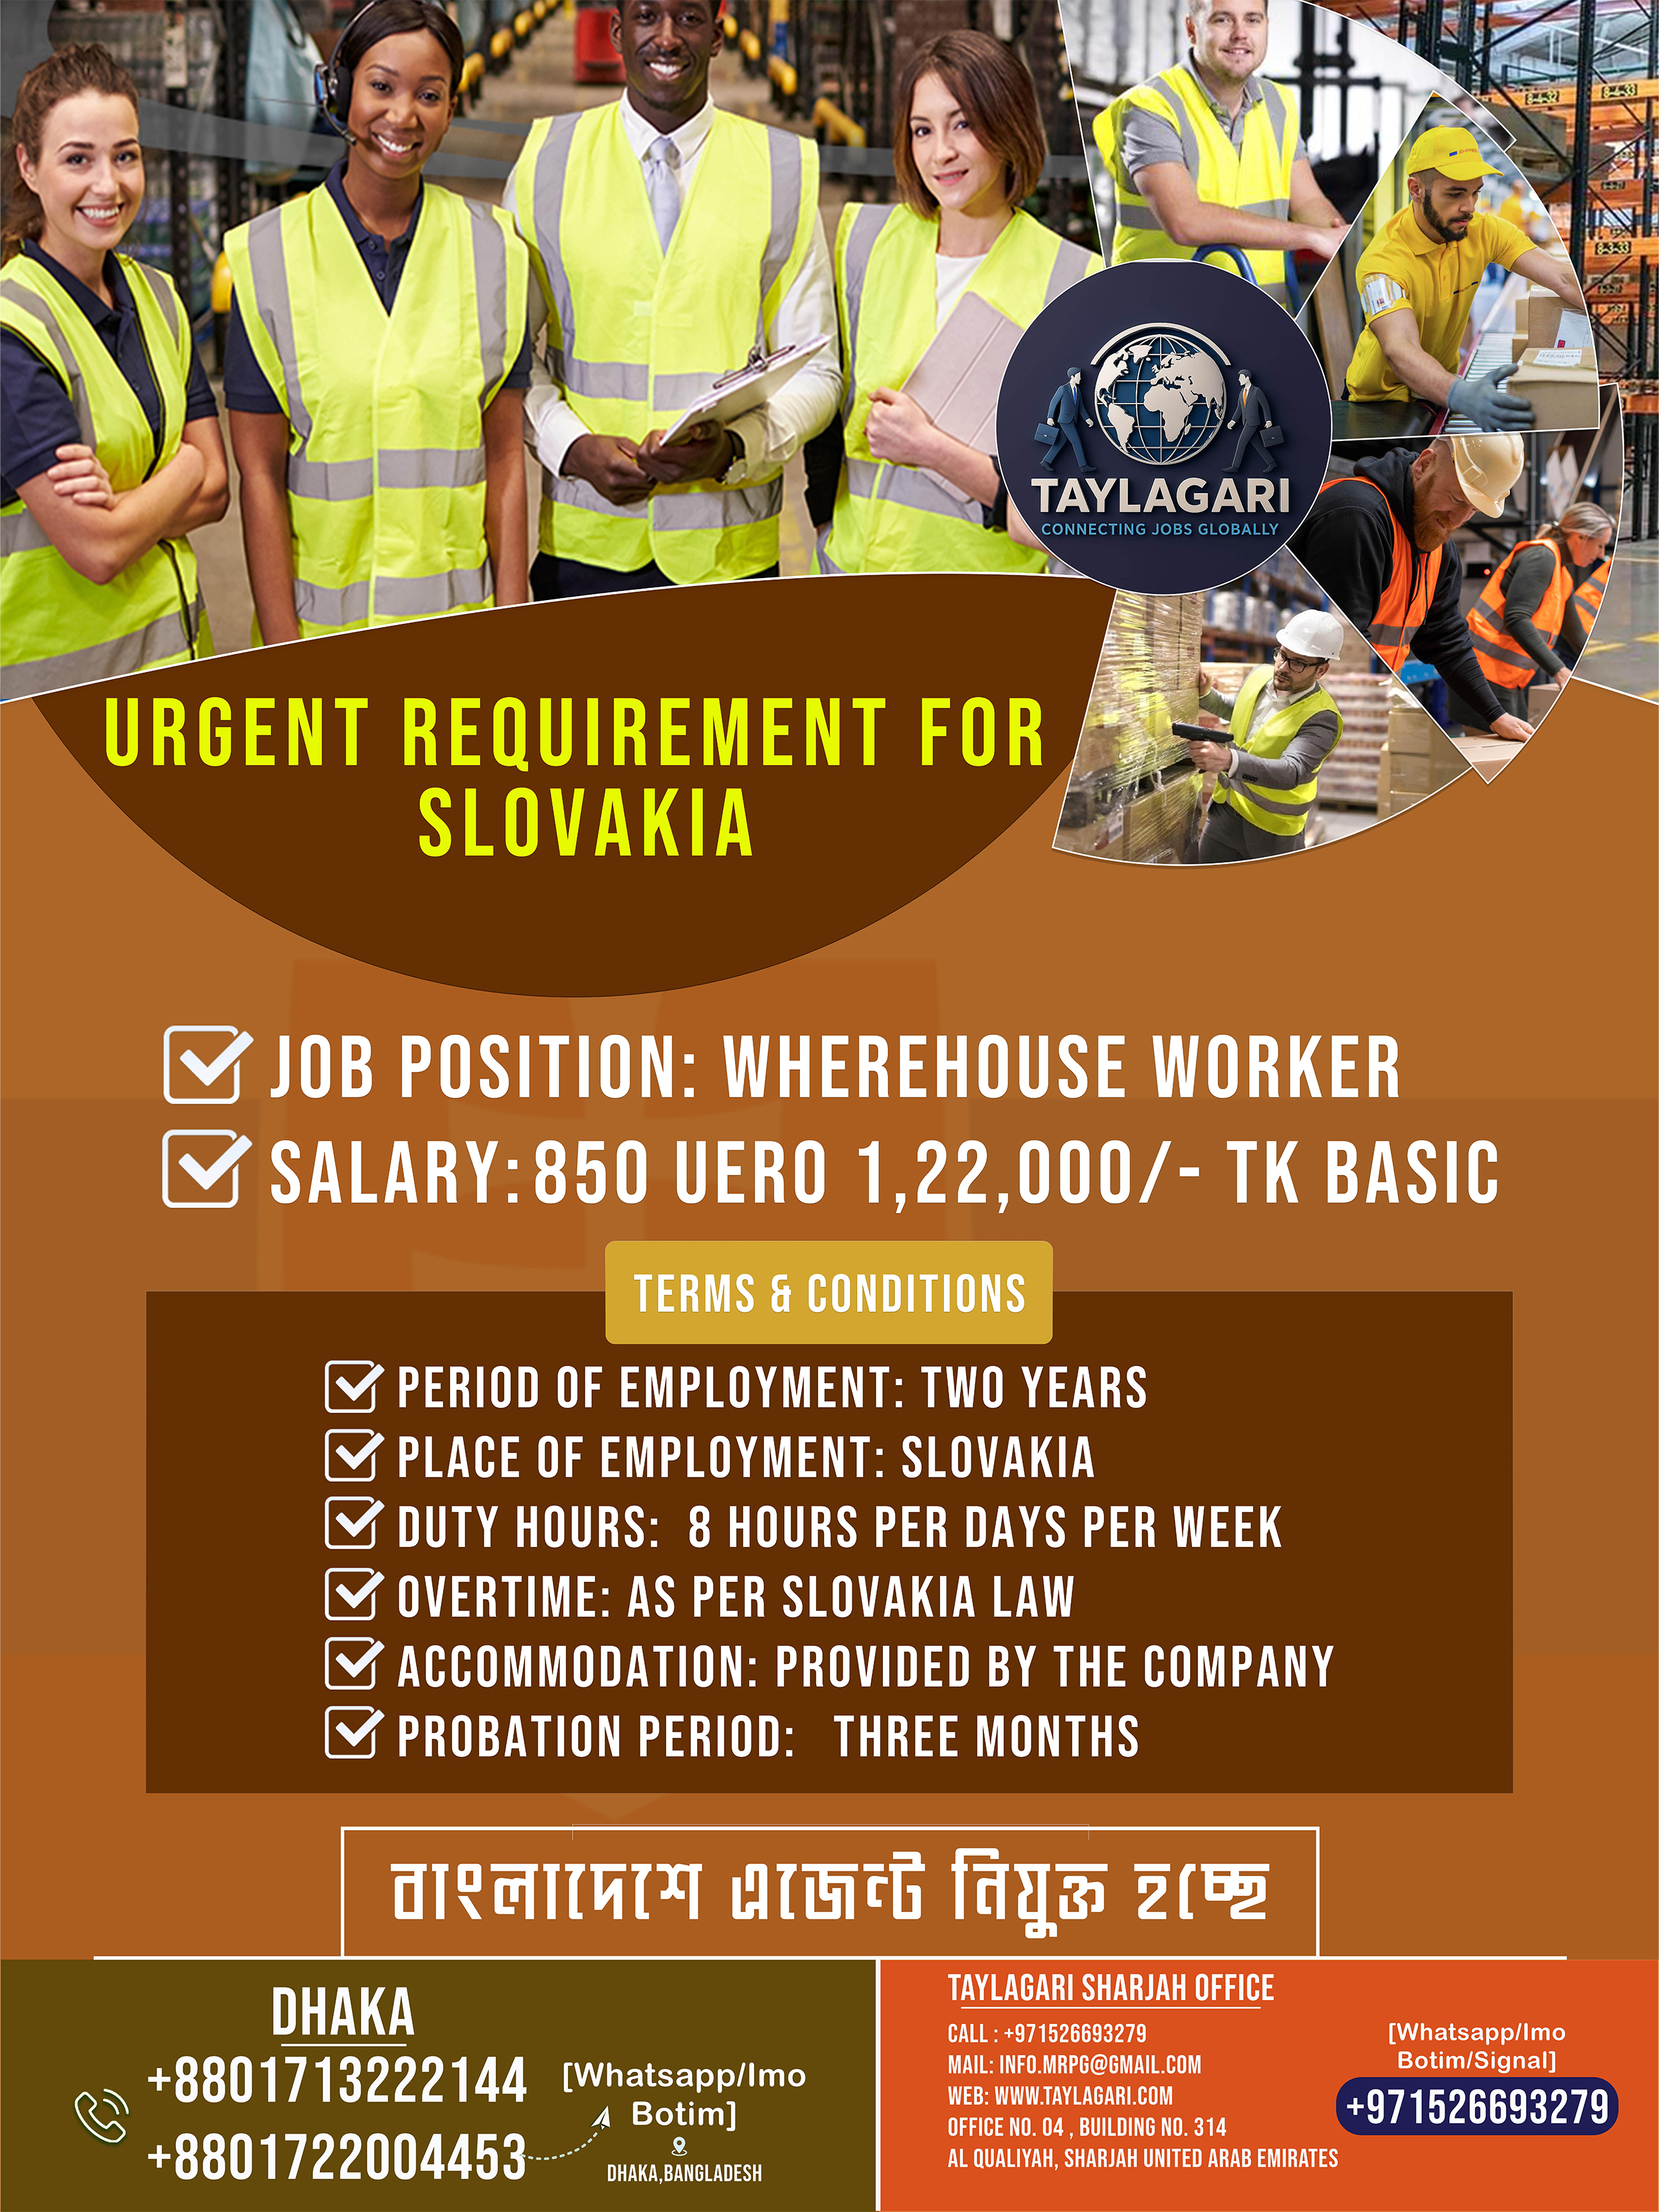 TAYLAGARI
CONNECTING JOBS GLOBALLY
URGENT REQUIREMENT FOR
SLOVAKIA
JOB POSITION: WHEREHOUSE WORKER
SALARY: 850 UERO 1,22,000/- TK BASIC
TERMS & CONDITIONS
PERIOD OF EMPLOYMENT: TWO YEARS
PLACE OF EMPLOYMENT: SLOVAKIA
DUTY HOURS: 8 HOURS PER DAYS PER WEEK
OVERTIME: AS PER SLOVAKIA LAW
ACCOMMODATION: PROVIDED BY THE COMPANY
PROBATION PERIOD: THREE MONTHS
বাংলাদেশে এজেন্ট নিযুক্ত হচ্ছে
DHAKA
+8801713222144
+8801722004453
[Whatsapp/Imo
Botim]
DHAKA,BANGLADESH
TAYLAGARI SHARJAH OFFICE
CALL : +971526693279
MAIL: INFO.MRPG@GMAIL.COM
WEB: WWW.TAYLAGARI.COM
OFFICE NO. 04 , BUILDING NO. 314
AL QUALIYAH, SHARJAH UNITED ARAB EMIRATES
[Whatsapp/Imo
Botim/Signal]
+971526693279